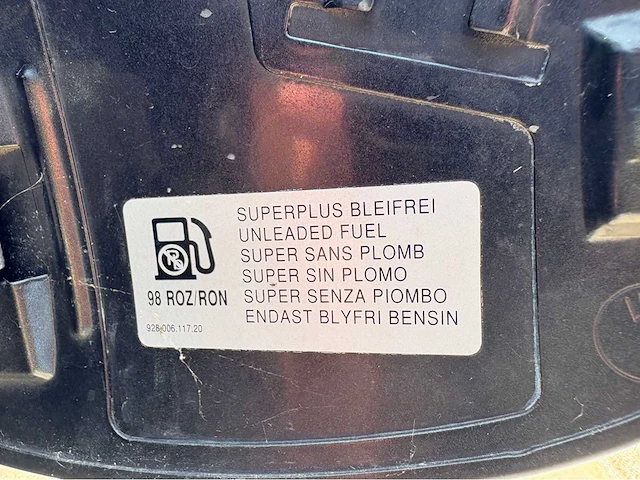 SUPERPLUS BLEIFREI
UNLEADED FUEL
SUPER SANS PLOMB
SUPER SIN PLOMO
98 ROZ/RON SUPER SENZA PIOMBO
ENDAST BLYFRI BENSIN
928.006.117.20